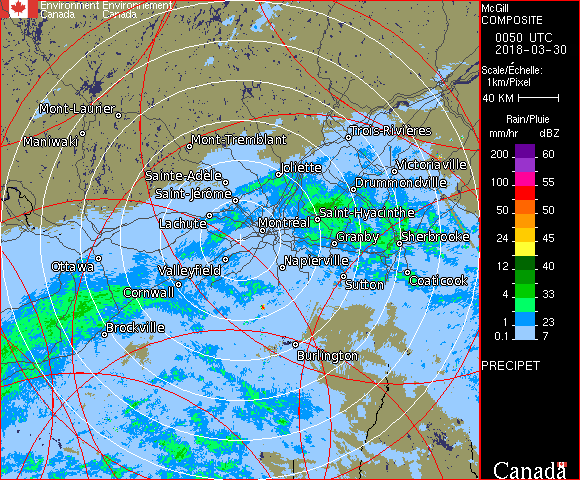 Environment Environnement
Canada Canada
McGill
COMPOSITE
0050 UTC
2018-03-30
Scale/Échelle:
1km/Pixel
40 KM
Rain/Pluie
mm/hr dBZ
200 60
100 55
50 50
24 45
12 40
4 33
2 23
0.1 7
PRECIPET
Canada
Mont-Laurier
Maniwaki
Mont-Tremblant
Trois-Rivières
Sainte-Adele
Joliette
Victoriaville
Saint-Jérôme
Drummondville
Lachute
Montréal
Saint-Hyacinthe
Granby
Sherbrooke
Ottawa
Valleyfield
Napierville
Cornwall
Sutton
Coaticook
Brockville
Burlington